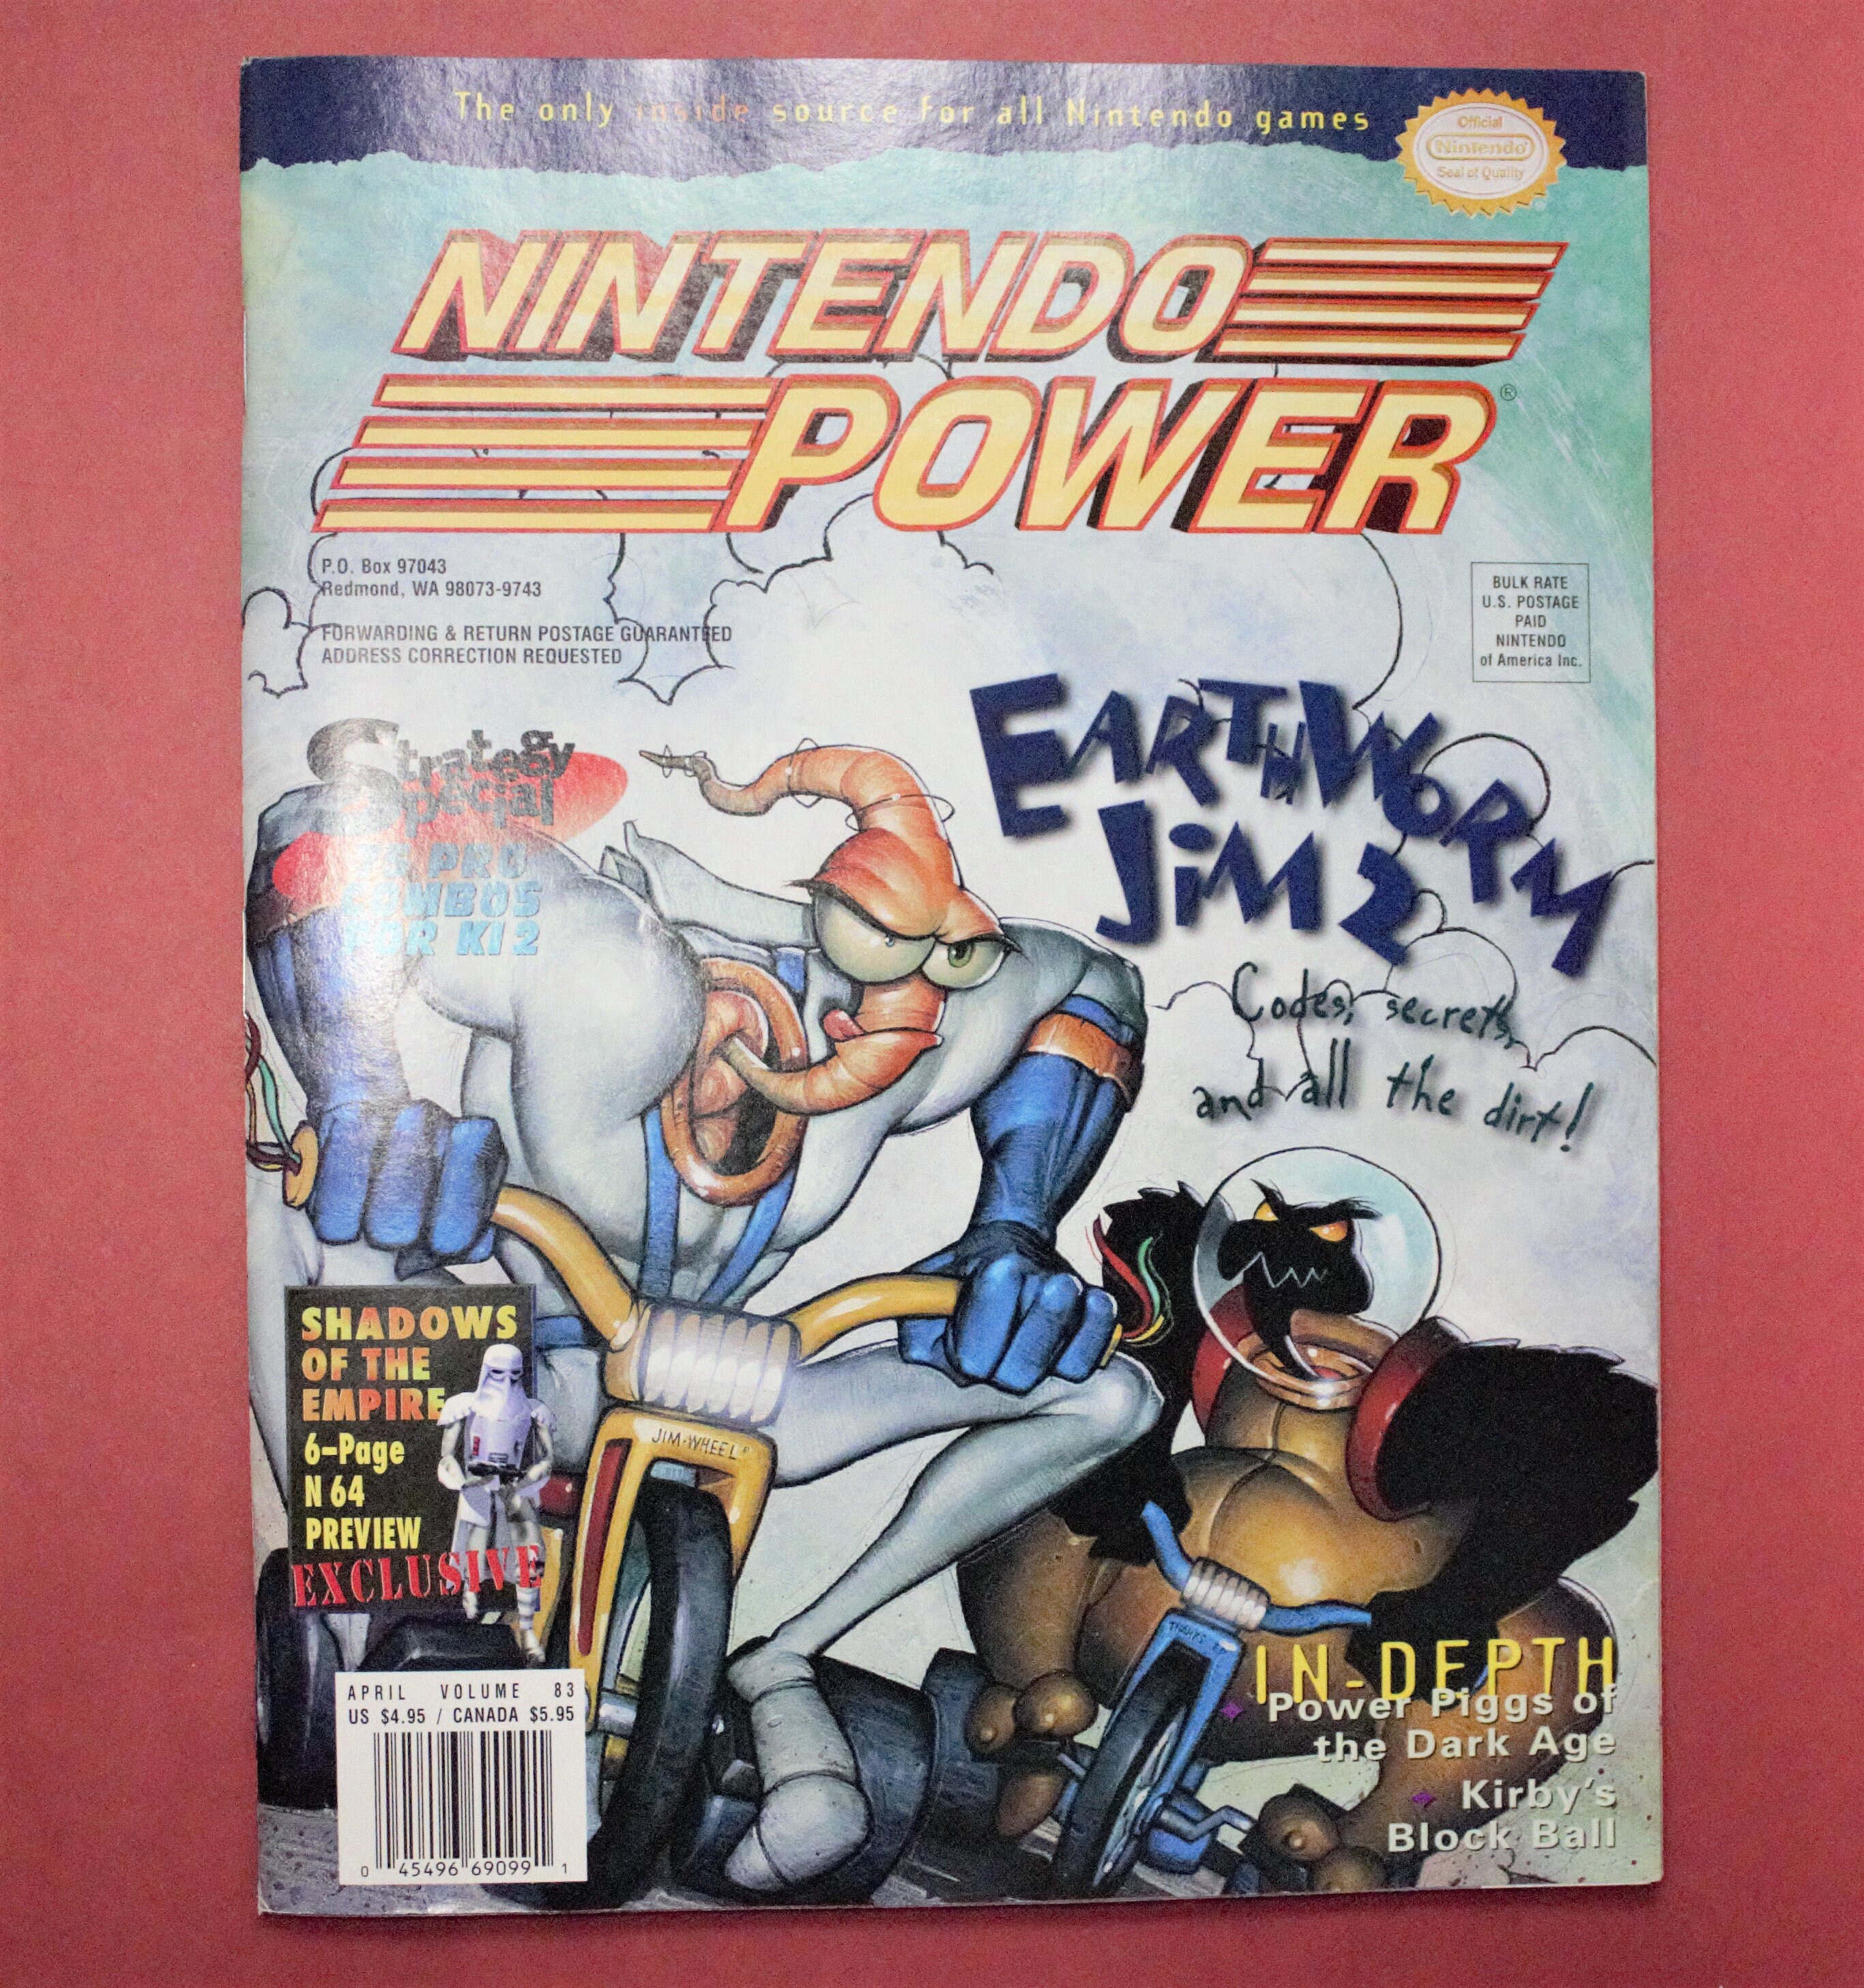 The only inside source for all Nintendo games
Official
Nintendo
Seal of Quality
NINTENDO
POWER®
P.O. Box 97043
Redmond, WA 98073-9743
FORWARDING & RETURN POSTAGE GUARANTEED
ADDRESS CORRECTION REQUESTED
BULK RATE
U.S. POSTAGE
PAID
NINTENDO
of America Inc.
EARTHWORM
JiM 2
Codes, secrets,
and all the dirt!
Strategy
Special
PRO
COMBOS
FOR KI 2
SHADOWS
OF THE
EMPIRE
6-Page
N 64
PREVIEW
EXCLUSIVE
JIM-WHEEL®
IN-DEPTH
Power Piggs of
the Dark Age
Kirby's
Block Ball
APRIL VOLUME 83
US $4.95 / CANADA $5.95
0 45496 69099 1